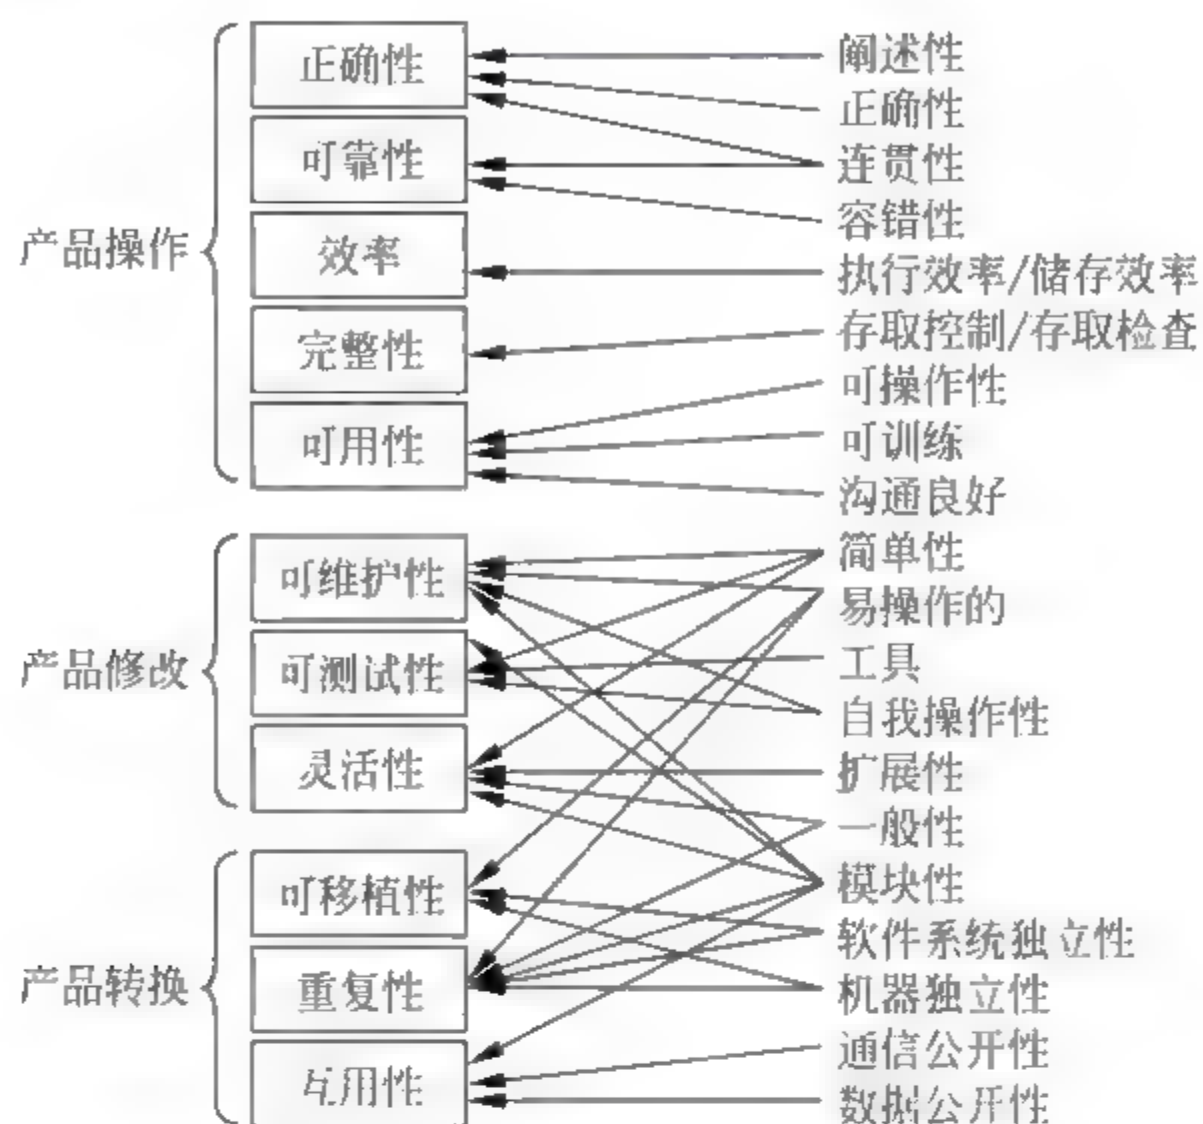 产品操作
正确性
可靠性
效率
完整性
可用性
产品修改
可维护性
可测试性
灵活性
产品转换
可移植性
重复性
互用性
阐述性
正确性
连贯性
容错性
执行效率/储存效率
存取控制/存取检查
可操作性
可训练
沟通良好
简单性
易操作的
工具
自我操作性
扩展性
一般性
模块性
软件系统独立性
机器独立性
通信公开性
数据公开性